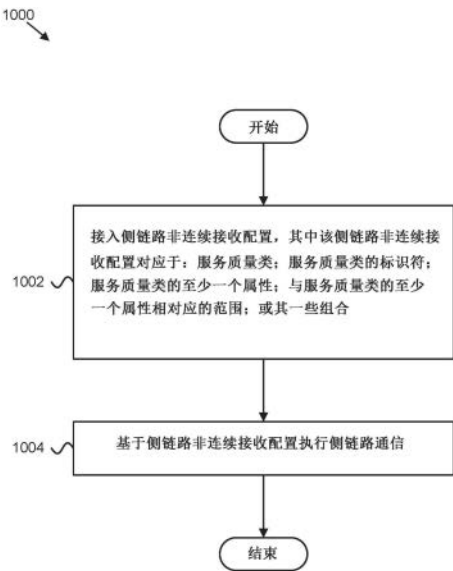 1000
开始
接入侧链路非连续接收配置，其中该侧链路非连续接
收配置对应于：服务质量类；服务质量类的标识符；
服务质量类的至少一个属性；与服务质量类的至少
一个属性相对应的范围；或其一些组合
1002
1004
基于侧链路非连续接收配置执行侧链路通信
结束